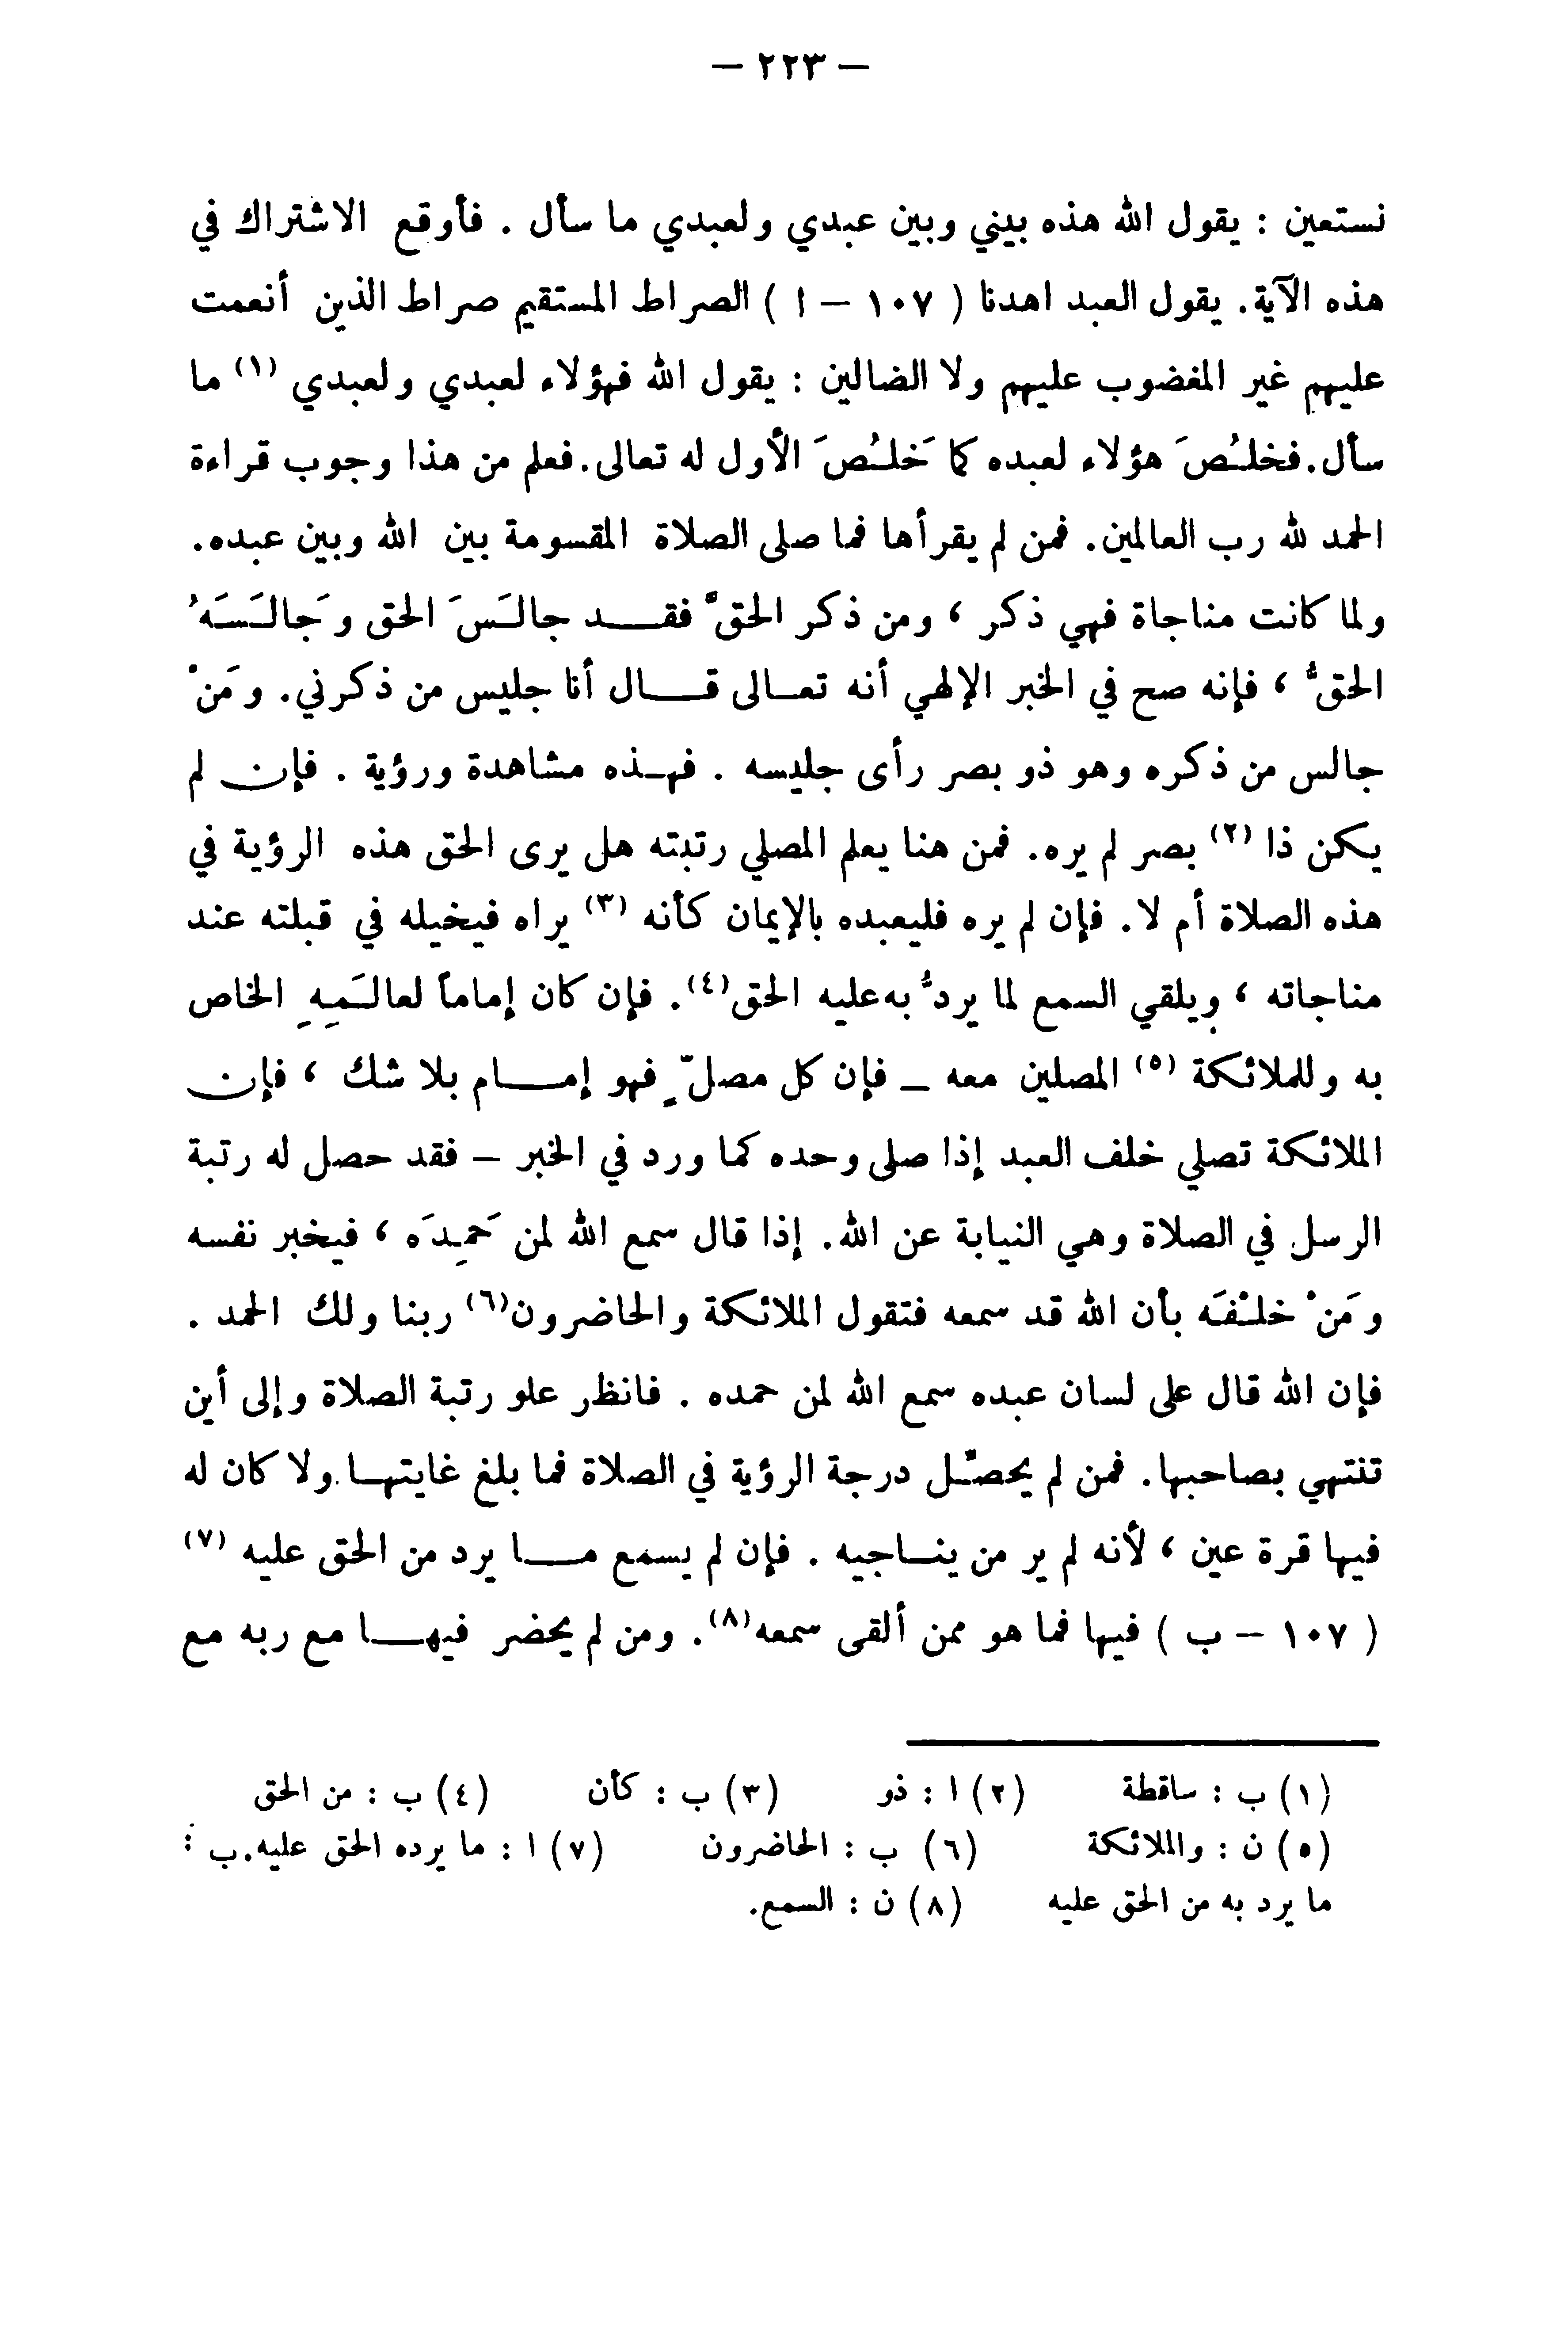 — ٢٢٣ —
نستعين : يقول الله هذه بيني وبين عبدي ولعبدي ما سأل . فأوقع الاشتراك في
هذه الآية. يقول العبد اهدنا ( ١٠٧ – ا ) الصراط المستقيم صراط الذين أنعمت
عليهم غير المغضوب عليهم ولا الضالين : يقول الله فهؤلاء لعبدي ولعبدي (١) ما
سأل. فخلُصَ هؤلاء لعبده كما خَلُصَ الأول له تعالى. فعلم من هذا وجوب قراءة
الحمد لله رب العالمين. فمن لم يقرأها فما صلى الصلاة المقسومة بين الله وبين عبده.
ولما كانت مناجاة فهي ذكر ، ومن ذكر الحقَّ فقد جالَسَ الحق وجَالَسَهُ
الحقُّ ، فإنه صح في الخبر الإلهي أنه تعالى قال أنا جليس من ذكرني. ومَنْ
جالس من ذكره وهو ذو بصر رأى جليسه . فهذه مشاهدة ورؤية . فإن لم
يكن ذا (٢) بصر لم يره. فمن هنا يعلم المصلي رتبته هل يرى الحق هذه الرؤية في
هذه الصلاة أم لا. فإن لم يره فليعبده بالإيمان كأنه (٣) يراه فيخيله في قبلته عند
مناجاته ، ويلقي السمع لما يردُّ به عليه الحق(٤). فإن كان إماماً لعالَمِهِ الخاص
به وللملائكة (٥) المصلين معه – فإن كل مصلٍّ فهو إمام بلا شك ، فإن
الملائكة تصلي خلف العبد إذا صلى وحده كما ورد في الخبر – فقد حصل له رتبة
الرسل في الصلاة وهي النيابة عن الله. إذا قال سمع الله لمن حَمِدَه ، فيخبر نفسه
ومَنْ خلْفَه بأن الله قد سمعه فتقول الملائكة والحاضرون(٦) ربنا ولك الحمد .
فإن الله قال على لسان عبده سمع الله لمن حمده . فانظر علو رتبة الصلاة وإلى أين
تنتهي بصاحبها. فمن لم يحصِّل درجة الرؤية في الصلاة فما بلغ غايتها ولا كان له
فيها قرة عين ، لأنه لم ير من يناجيه . فإن لم يسمع ما يرد من الحق عليه (٧)
( ١٠٧ – ب ) فيها فما هو ممن ألقى سمعه(٨). ومن لم يحضر فيها مع ربه مع
(١) ب : ساقطة (٢) ا : ذو (٣) ب : كأن (٤) ب : من الحق
(٥) ن : والملائكة (٦) ب : الحاضرون (٧) ا : ما يرده الحق عليه. ب :
ما يرد به من الحق عليه (٨) ن : السمع.